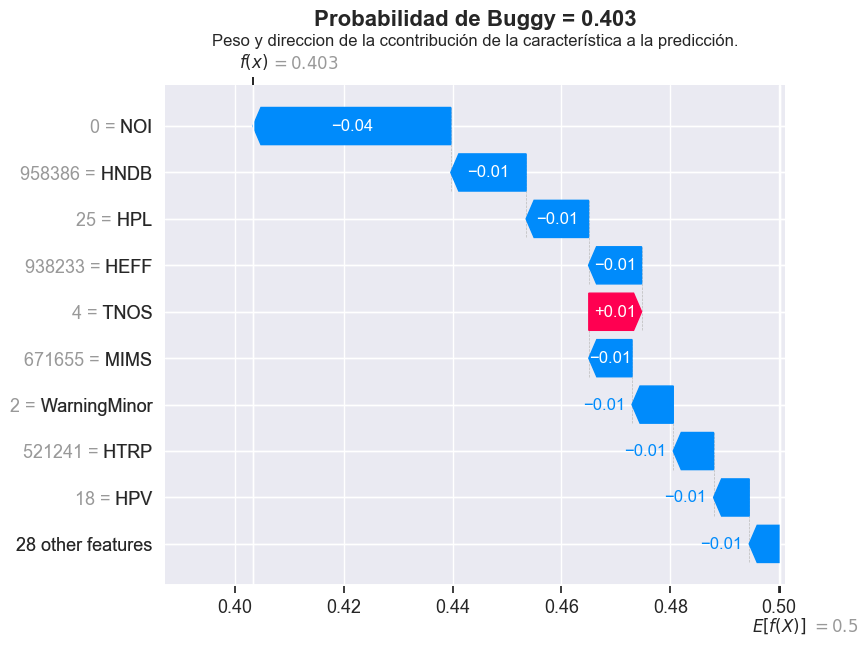 Probabilidad de Buggy = 0.403
Peso y direccion de la ccontribución de la característica a la predicción.
f(x) = 0.403
0 = NOI −0.04
958386 = HNDB −0.01
25 = HPL −0.01
938233 = HEFF −0.01
4 = TNOS +0.01
671655 = MIMS −0.01
2 = WarningMinor −0.01
521241 = HTRP −0.01
18 = HPV −0.01
28 other features −0.01
0.40 0.42 0.44 0.46 0.48 0.50
E[f(X)] = 0.5